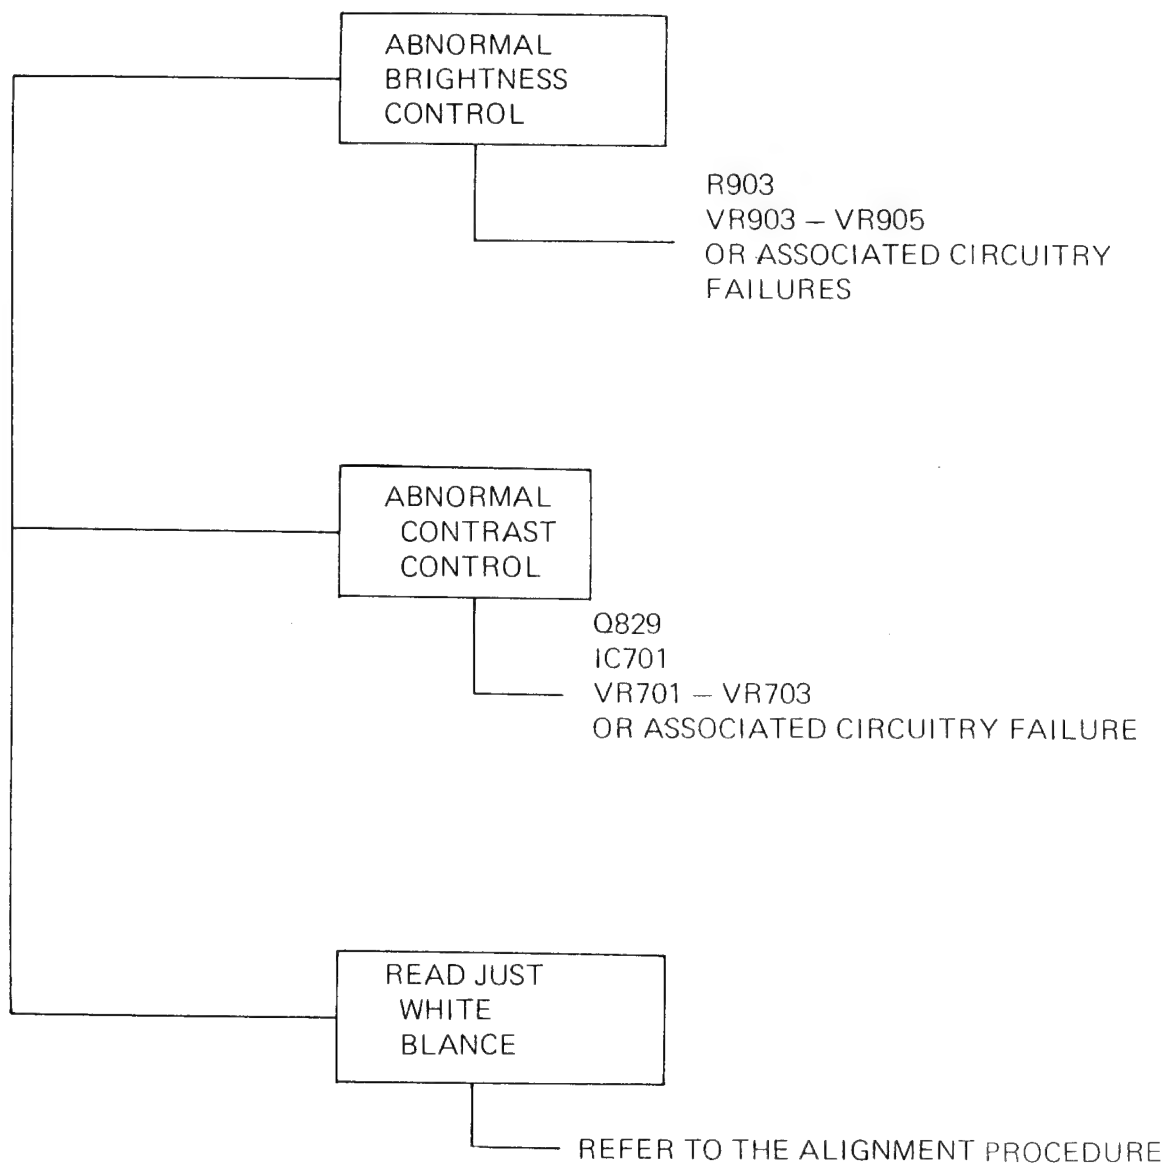 ABNORMAL
BRIGHTNESS
CONTROL
R903
VR903 – VR905
OR ASSOCIATED CIRCUITRY
FAILURES
ABNORMAL
CONTRAST
CONTROL
Q829
IC701
VR701 – VR703
OR ASSOCIATED CIRCUITRY FAILURE
READ JUST
WHITE
BLANCE
REFER TO THE ALIGNMENT PROCEDURE